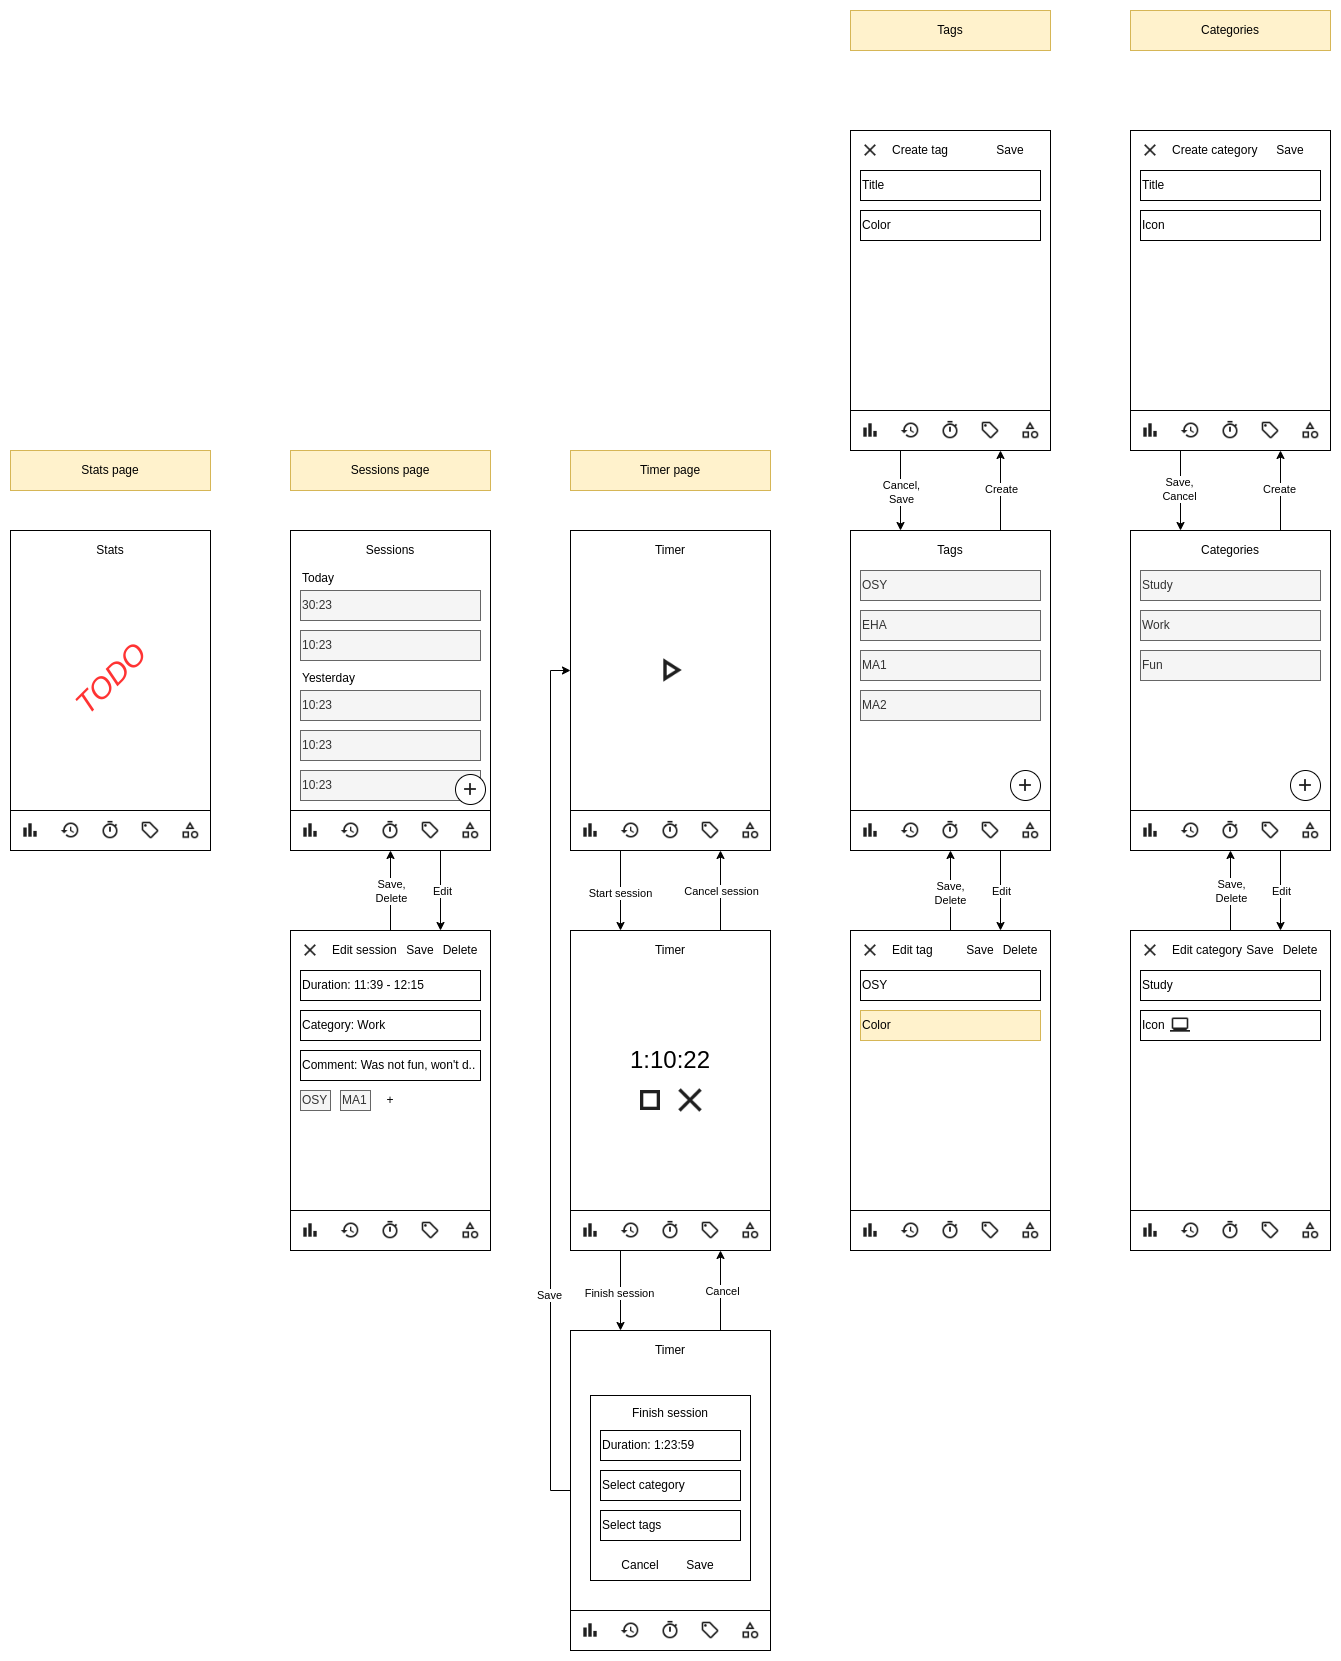 Tags
Categories
Create tag
Save
Title
Color
Create category
Save
Title
Icon
Cancel,
Save
Create
Save,
Cancel
Create
Stats page
Sessions page
Timer page
Stats
TODO
Sessions
Today
30:23
10:23
Yesterday
10:23
10:23
10:23
Timer
Tags
OSY
EHA
MA1
MA2
Categories
Study
Work
Fun
Save,
Delete
Edit
Start session
Cancel session
Save,
Delete
Edit
Save,
Delete
Edit
Edit session
Save
Delete
Duration: 11:39 - 12:15
Category: Work
Comment: Was not fun, won't d..
OSY
MA1
+
Timer
1:10:22
Edit tag
Save
Delete
OSY
Color
Edit category
Save
Delete
Study
Icon
Save
Finish session
Cancel
Timer
Finish session
Duration: 1:23:59
Select category
Select tags
Cancel
Save